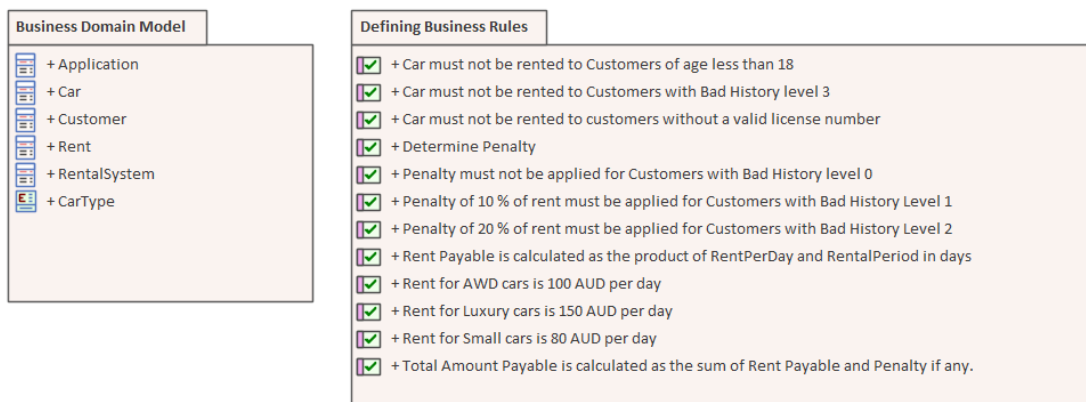 Business Domain Model
+ Application
+ Car
+ Customer
+ Rent
+ RentalSystem
+ CarType
Defining Business Rules
+ Car must not be rented to Customers of age less than 18
+ Car must not be rented to Customers with Bad History level 3
+ Car must not be rented to customers without a valid license number
+ Determine Penalty
+ Penalty must not be applied for Customers with Bad History level 0
+ Penalty of 10 % of rent must be applied for Customers with Bad History Level 1
+ Penalty of 20 % of rent must be applied for Customers with Bad History Level 2
+ Rent Payable is calculated as the product of RentPerDay and RentalPeriod in days
+ Rent for AWD cars is 100 AUD per day
+ Rent for Luxury cars is 150 AUD per day
+ Rent for Small cars is 80 AUD per day
+ Total Amount Payable is calculated as the sum of Rent Payable and Penalty if any.